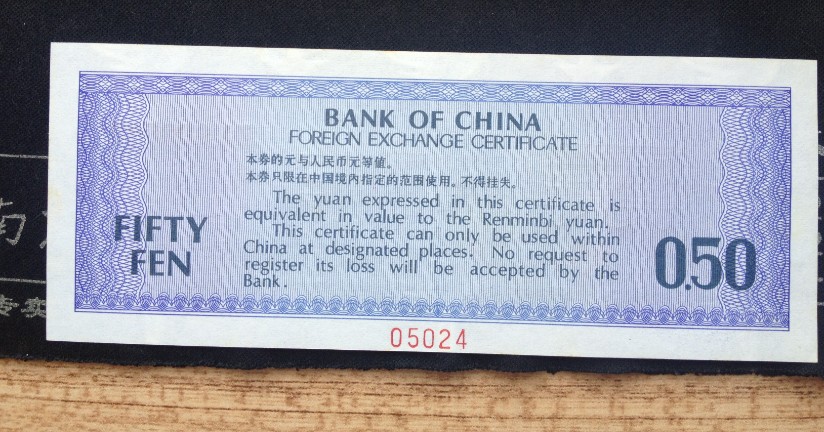 BANK OF CHINA
FOREIGN EXCHANGE CERTIFICATE
本券的元与人民币元等值。
本券只限在中国境内指定的范围使用。不得挂失。
The yuan expressed in this certificate is
equivalent in value to the Renminbi yuan.
This certificate can only be used within
China at designated places. No request to
register its loss will be accepted by the
Bank.
FIFTY
FEN
0.50
05024
南
专卖